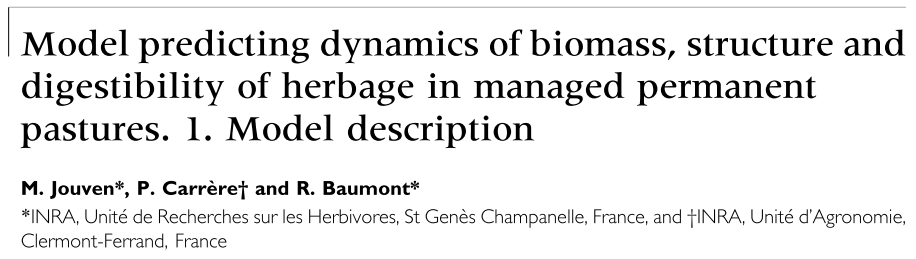 Model predicting dynamics of biomass, structure and
digestibility of herbage in managed permanent
pastures. 1. Model description
M. Jouven*, P. Carrère† and R. Baumont*
*INRA, Unité de Recherches sur les Herbivores, St Genès Champanelle, France, and †INRA, Unité d'Agronomie,
Clermont-Ferrand, France